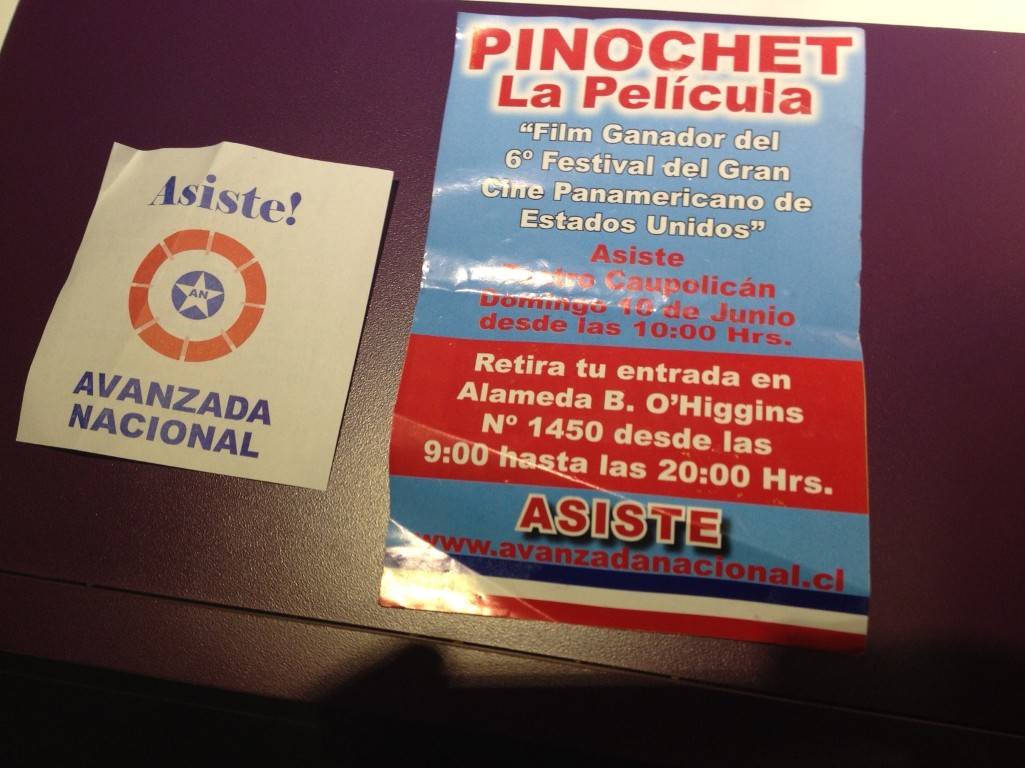 Asiste!
AN
AVANZADA
NACIONAL
PINOCHET
La Película
“Film Ganador del
6º Festival del Gran
Cine Panamericano de
Estados Unidos”
Asiste
Teatro Caupolicán
Domingo 10 de Junio
desde las 10:00 Hrs.
Retira tu entrada en
Alameda B. O’Higgins
Nº 1450 desde las
9:00 hasta las 20:00 Hrs.
ASISTE
www.avanzadanacional.cl